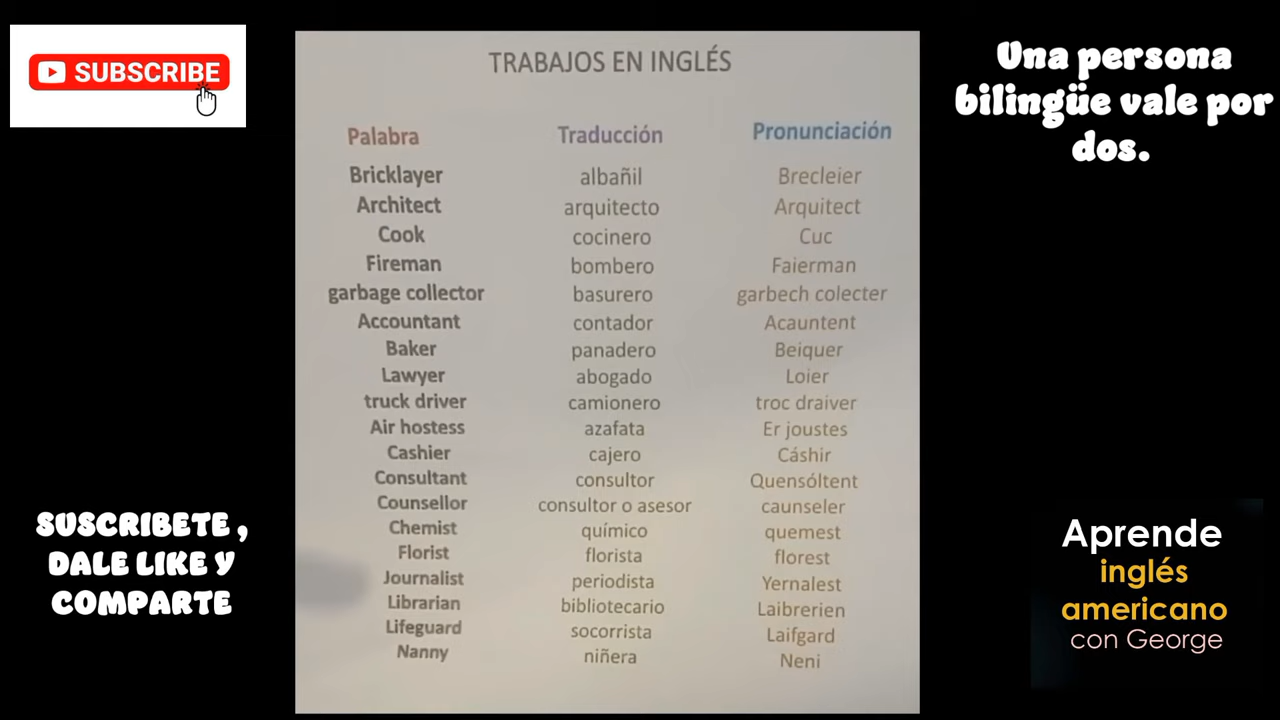 SUBSCRIBE
Una persona
bilingüe vale por
dos.
TRABAJOS EN INGLÉS
Palabra Traducción Pronunciación
Bricklayer albañil Brecleier
Architect arquitecto Arquitect
Cook cocinero Cuc
Fireman bombero Faierman
garbage collector basurero garbech colecter
Accountant contador Acauntent
Baker panadero Beiquer
Lawyer abogado Loier
truck driver camionero troc draiver
Air hostess azafata Er joustes
Cashier cajero Cáshir
Consultant consultor Quensóltent
Counsellor consultor o asesor caunseler
Chemist químico quemest
Florist florista florest
Journalist periodista Yernalest
Librarian bibliotecario Laibrerien
Lifeguard socorrista Laifgard
Nanny niñera Neni
SUSCRIBETE ,
DALE LIKE Y
COMPARTE
Aprende
inglés
americano
con George